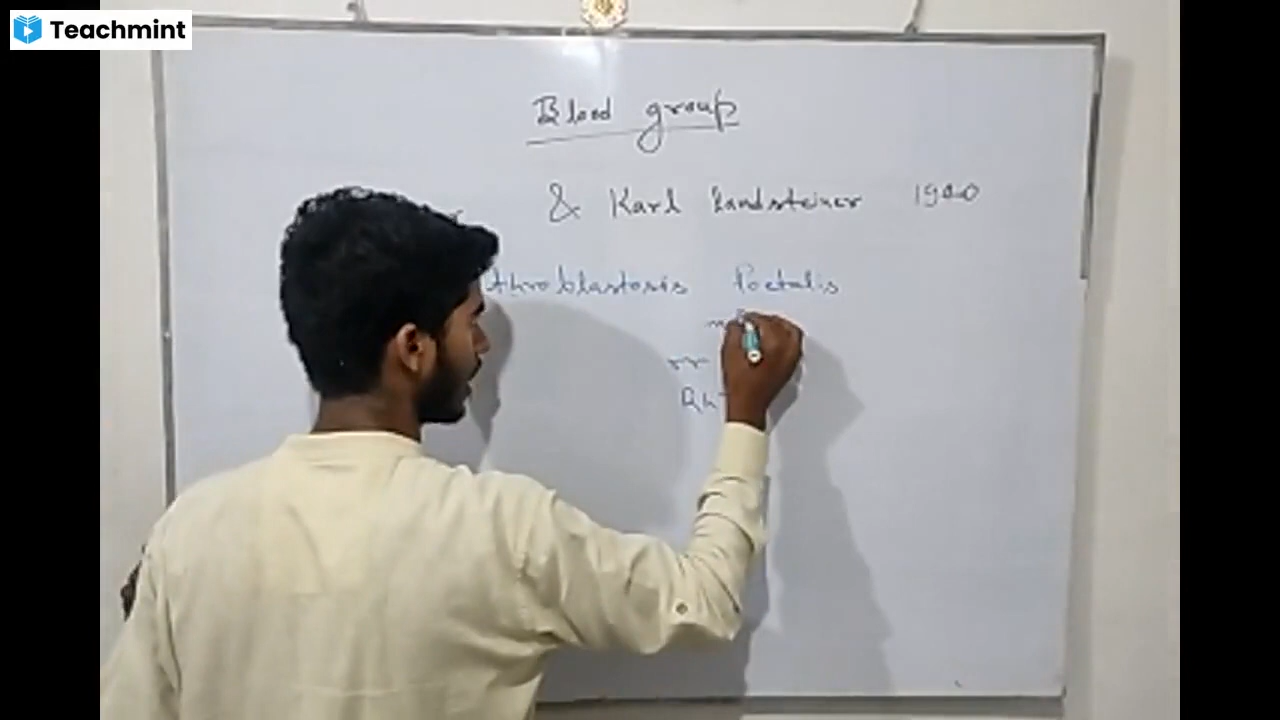 Teachmint
Blood group
& Karl Landsteiner 1900
throblastosis Foetalis
Rh